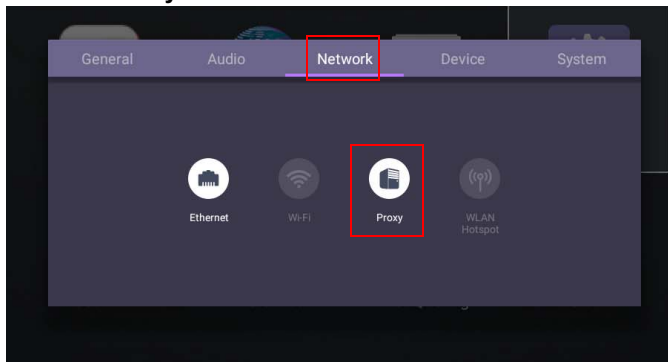 General Audio Network Device System
Ethernet Wi-Fi Proxy WLAN
Hotspot